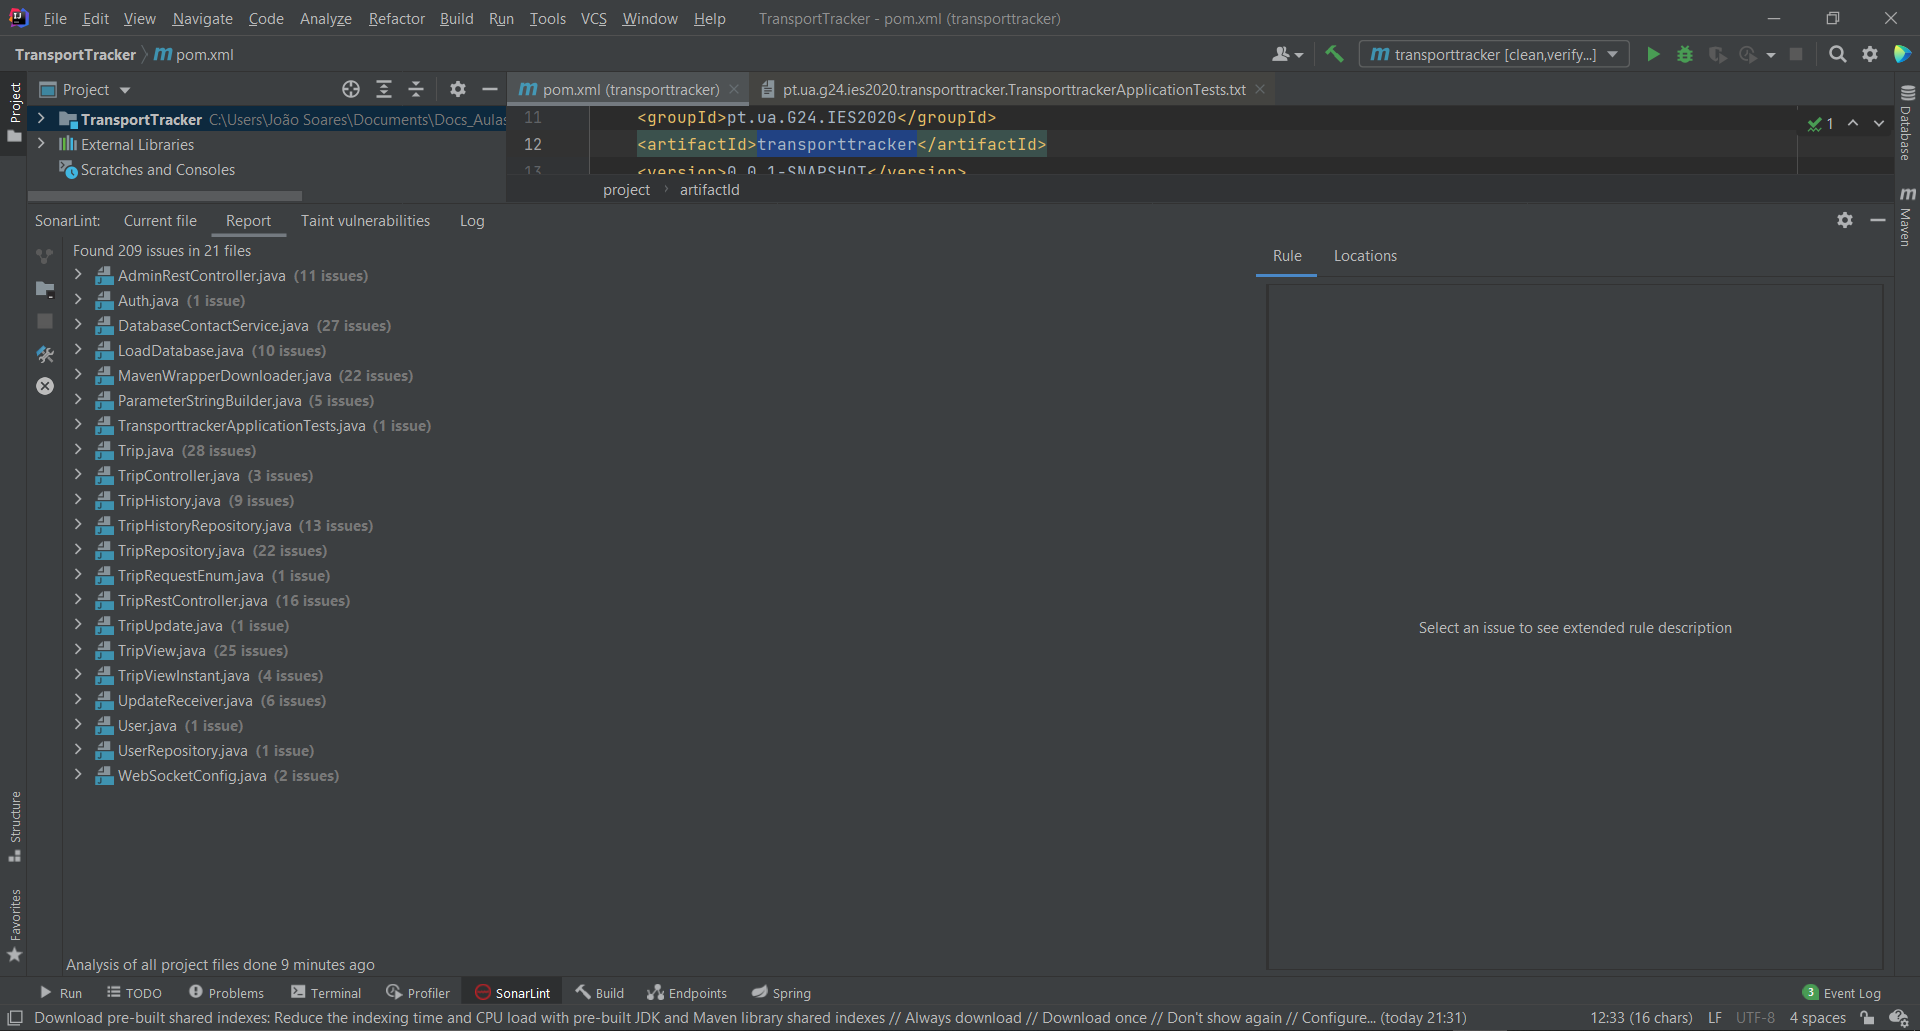 File Edit View Navigate Code Analyze Refactor Build Run Tools VCS Window Help TransportTracker - pom.xml (transporttracker)
TransportTracker pom.xml transporttracker [clean,verify...]
Project
Project
pom.xml (transporttracker) pt.ua.g24.ies2020.transporttracker.TransporttrackerApplicationTests.txt
TransportTracker C:\Users\João Soares\Documents\Docs_Aulas
External Libraries
Scratches and Consoles
11 <groupId>pt.ua.G24.IES2020</groupId>
12 <artifactId>transporttracker</artifactId>
13 <version>0.0.1-SNAPSHOT</version>
1
project artifactId
Database
Maven
SonarLint: Current file Report Taint vulnerabilities Log
Found 209 issues in 21 files
AdminRestController.java (11 issues)
Auth.java (1 issue)
DatabaseContactService.java (27 issues)
LoadDatabase.java (10 issues)
MavenWrapperDownloader.java (22 issues)
ParameterStringBuilder.java (5 issues)
TransporttrackerApplicationTests.java (1 issue)
Trip.java (28 issues)
TripController.java (3 issues)
TripHistory.java (9 issues)
TripHistoryRepository.java (13 issues)
TripRepository.java (22 issues)
TripRequestEnum.java (1 issue)
TripRestController.java (16 issues)
TripUpdate.java (1 issue)
TripView.java (25 issues)
TripViewInstant.java (4 issues)
UpdateReceiver.java (6 issues)
User.java (1 issue)
UserRepository.java (1 issue)
WebSocketConfig.java (2 issues)
Rule Locations
Select an issue to see extended rule description
Structure
Favorites
Analysis of all project files done 9 minutes ago
Run TODO Problems Terminal Profiler SonarLint Build Endpoints Spring 3 Event Log
Download pre-built shared indexes: Reduce the indexing time and CPU load with pre-built JDK and Maven library shared indexes // Always download // Download once // Don't show again // Configure... (today 21:31) 12:33 (16 chars) LF UTF-8 4 spaces